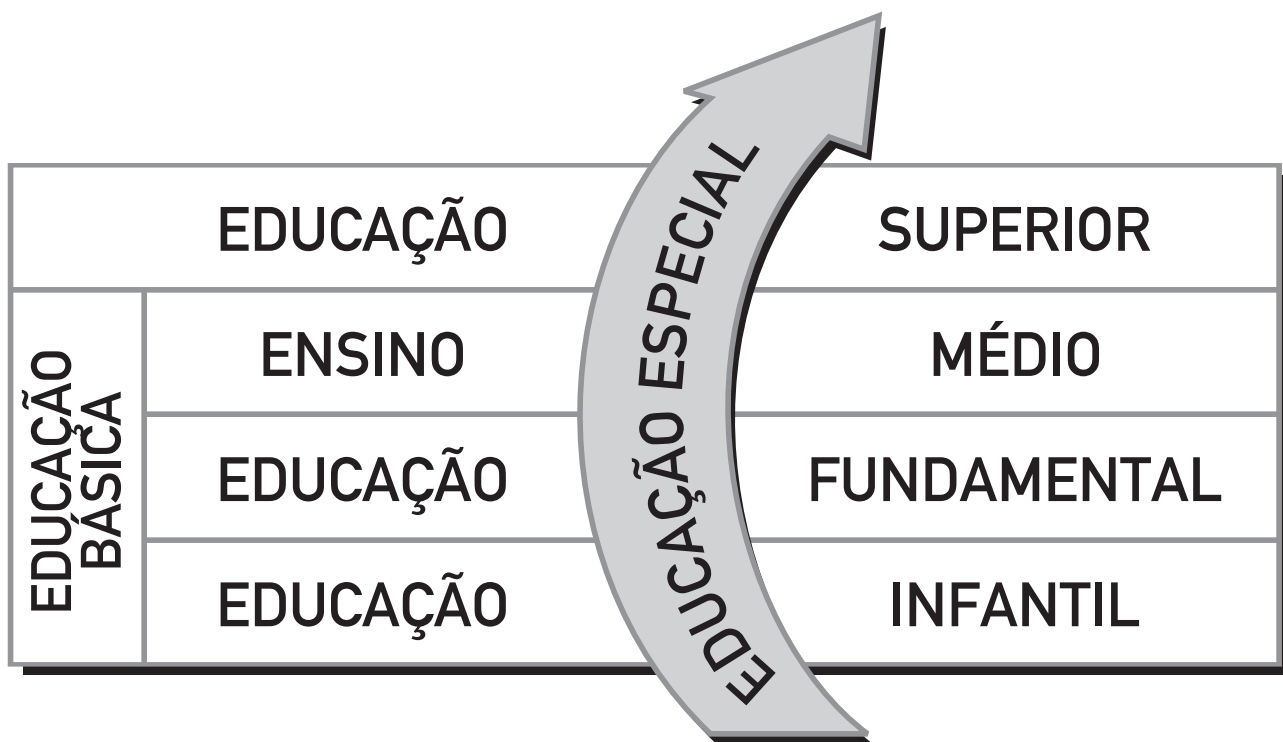 EDUCAÇÃO SUPERIOR
EDUCAÇÃO
BÁSICA
ENSINO MÉDIO
EDUCAÇÃO FUNDAMENTAL
EDUCAÇÃO INFANTIL
EDUCAÇÃO ESPECIAL